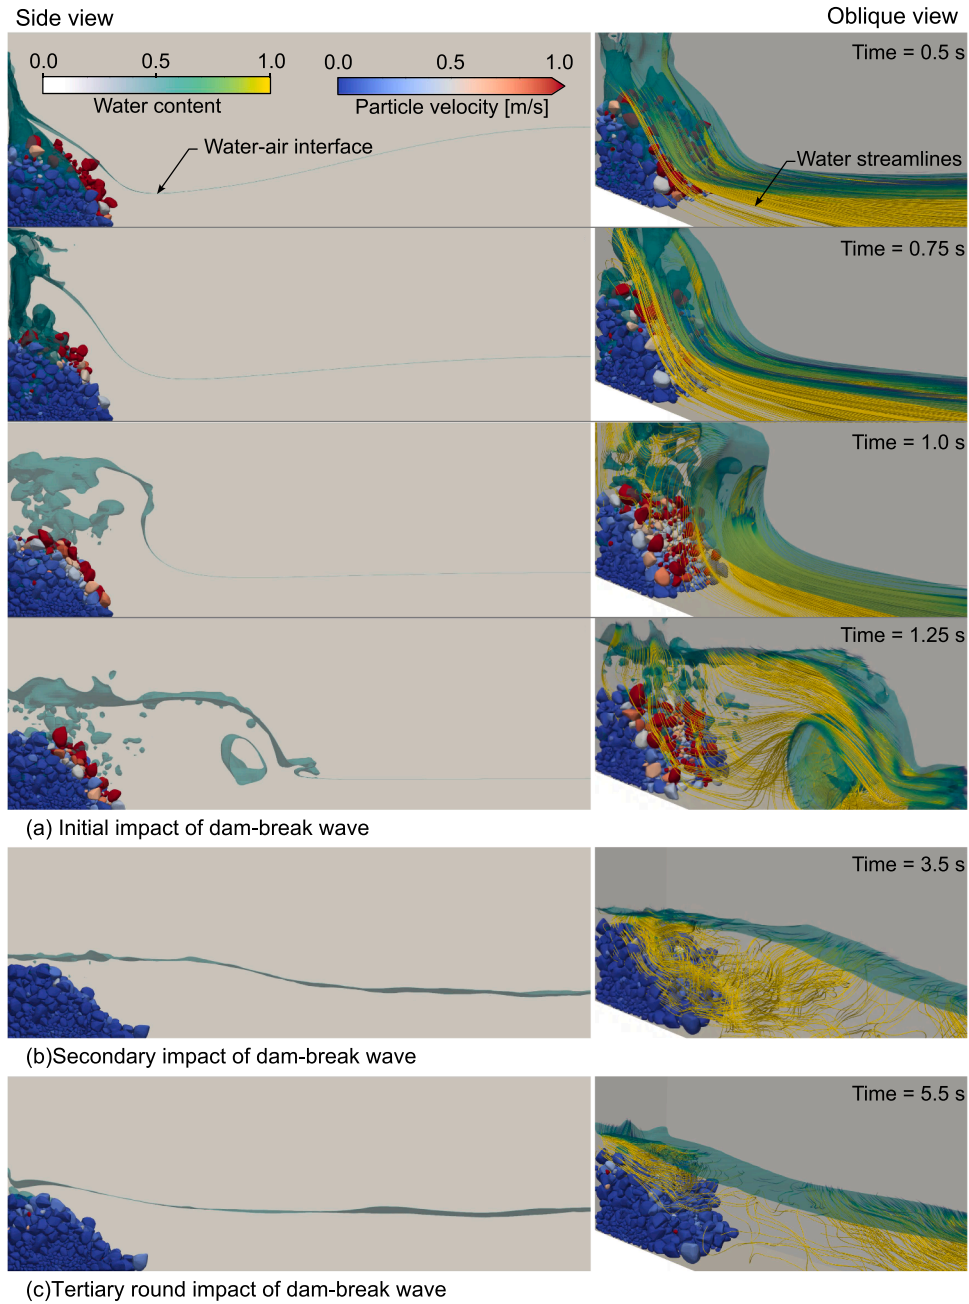 Side view
Oblique view
0.0 0.5 1.0
Water content
0.0 0.5 1.0
Particle velocity [m/s]
Time = 0.5 s
Water-air interface
Water streamlines
Time = 0.75 s
Time = 1.0 s
Time = 1.25 s
(a) Initial impact of dam-break wave
Time = 3.5 s
(b)Secondary impact of dam-break wave
Time = 5.5 s
(c)Tertiary round impact of dam-break wave